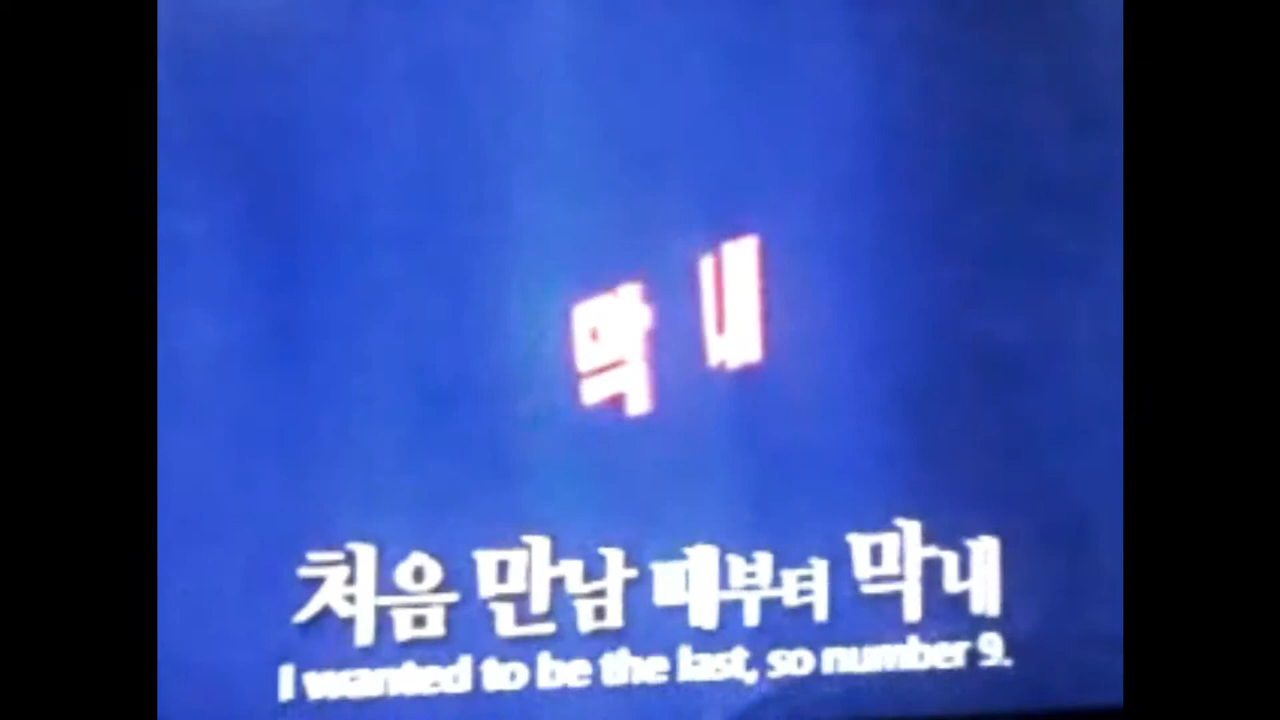 막내
처음 만남 때부터 막내
I wanted to be the last, so number 9.